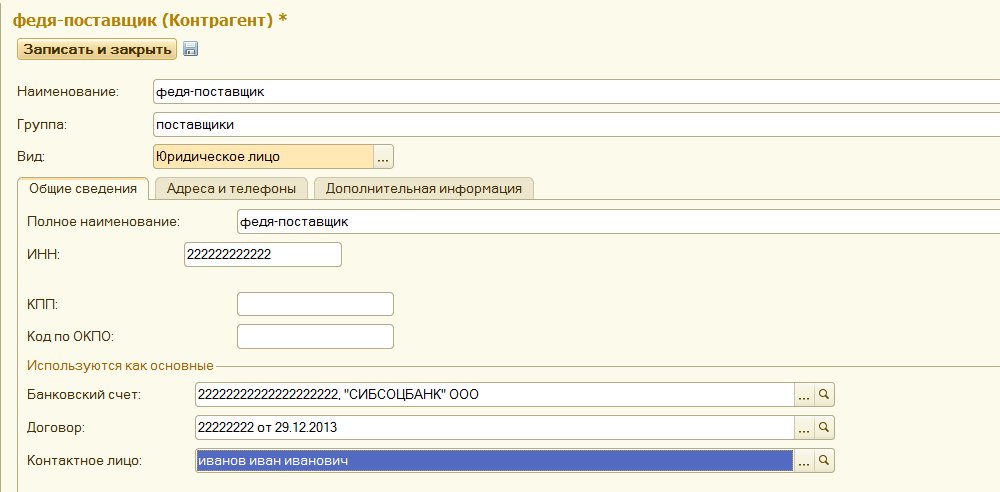 федя-поставщик (Контрагент) *
Записать и закрыть
Наименование: федя-поставщик
Группа: поставщики
Вид: Юридическое лицо ...
Общие сведения Адреса и телефоны Дополнительная информация
Полное наименование: федя-поставщик
ИНН: 222222222222
КПП:
Код по ОКПО:
Используются как основные
Банковский счет: 22222222222222222222, "СИБСОЦБАНК" ООО ...
Договор: 22222222 от 29.12.2013 ...
Контактное лицо: иванов иван иванович ...